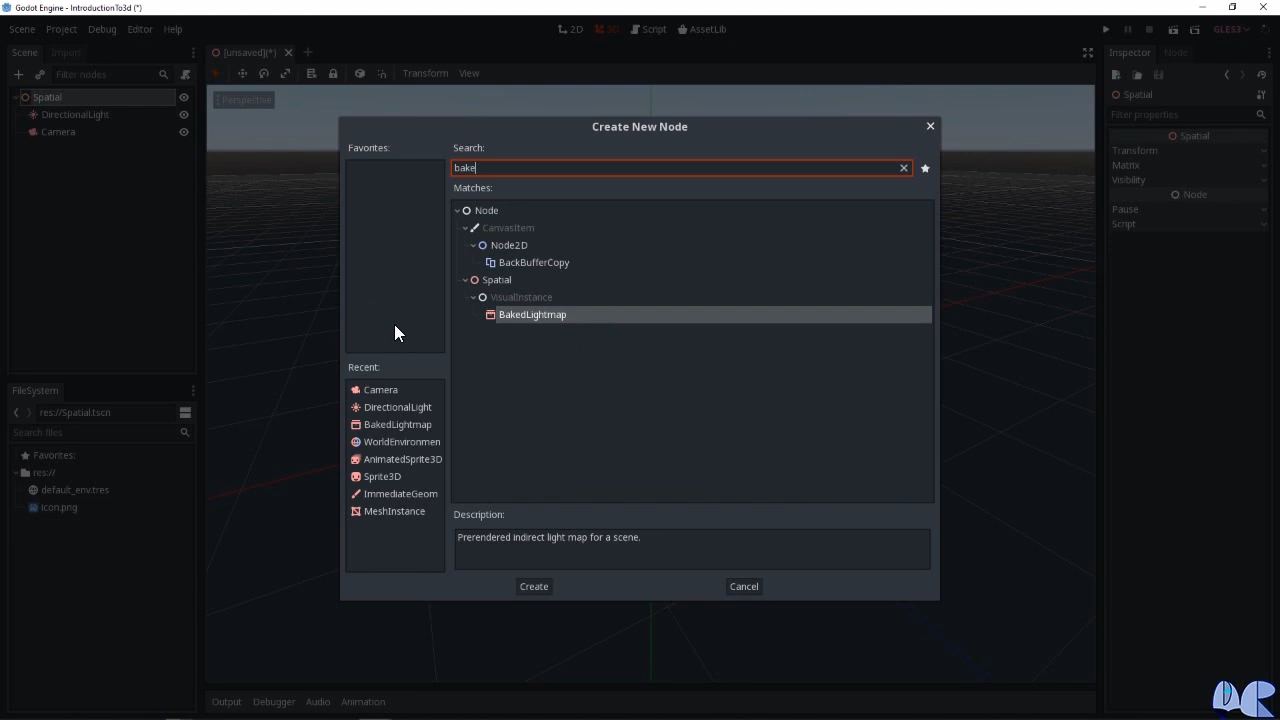 Godot Engine - IntroductionTo3d (*)
Scene Project Debug Editor Help
2D 3D Script AssetLib
GLES3
Scene Import
[unsaved](*)
Inspector Node
Filter nodes
Transform View
Spatial
DirectionalLight
Camera
Perspective
Spatial
Filter properties
Spatial
Transform
Matrix
Visibility
Node
Pause
Script
Create New Node
Favorites:
Search:
bake
Matches:
Node
CanvasItem
Node2D
BackBufferCopy
Spatial
VisualInstance
BakedLightmap
Recent:
Camera
DirectionalLight
BakedLightmap
WorldEnvironmen
AnimatedSprite3D
Sprite3D
ImmediateGeom
MeshInstance
Description:
Prerendered indirect light map for a scene.
Create Cancel
FileSystem
res://Spatial.tscn
Search files
Favorites:
res://
default_env.tres
icon.png
Output Debugger Audio Animation